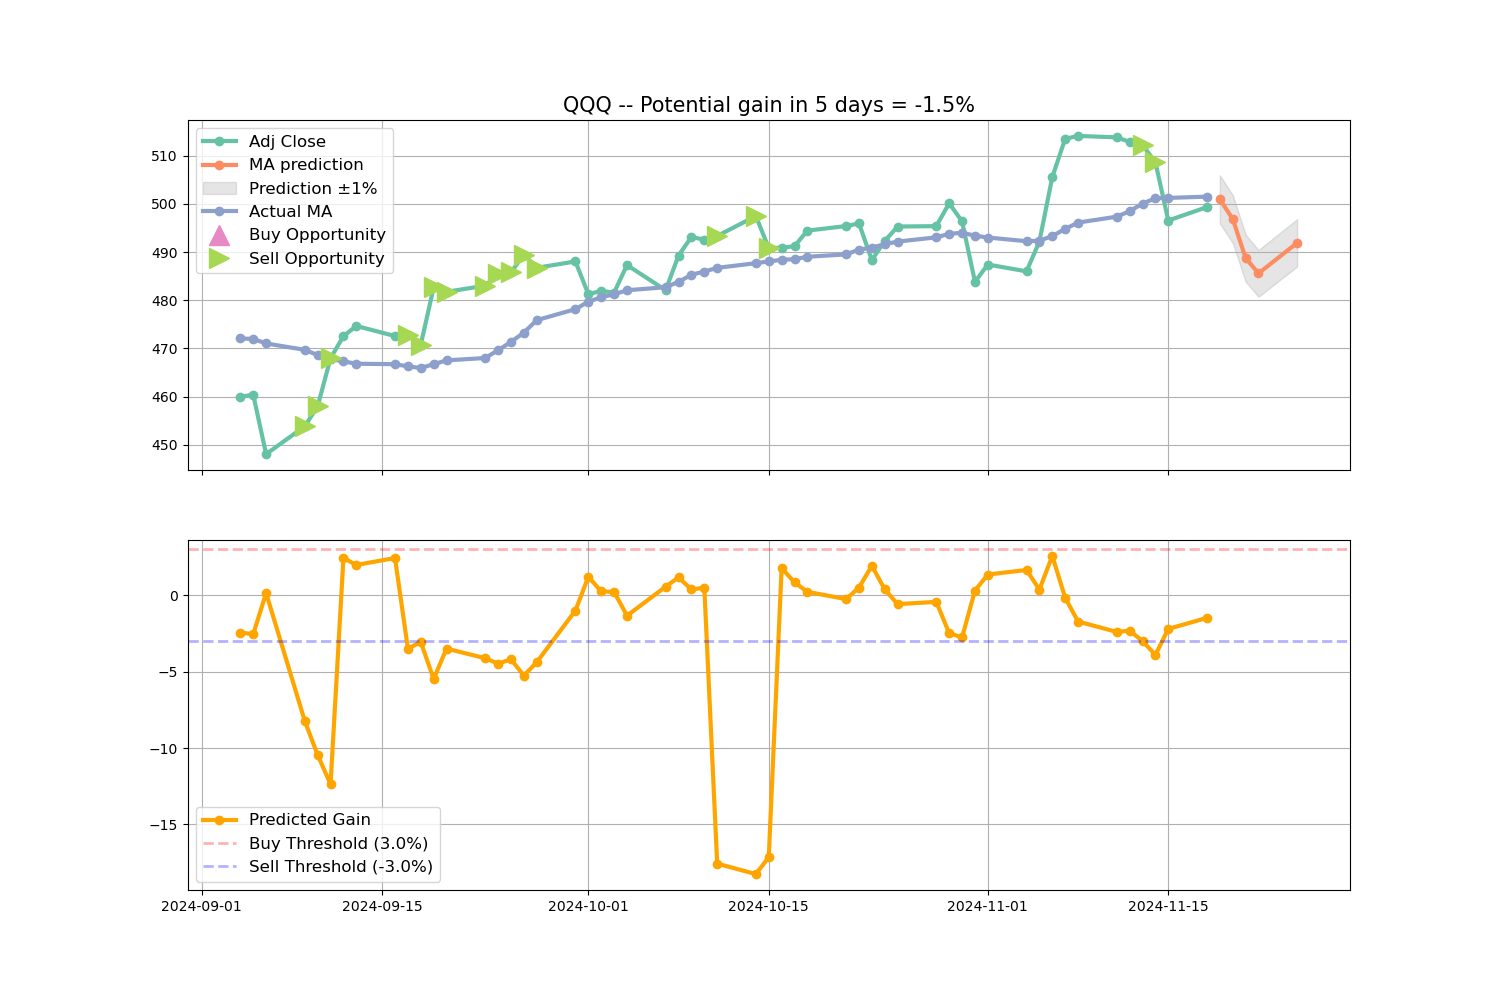 QQQ -- Potential gain in 5 days = -1.5%
Adj Close
MA prediction
Prediction ±1%
Actual MA
Buy Opportunity
Sell Opportunity
510
500
490
480
470
460
450
0
−5
−10
−15
Predicted Gain
Buy Threshold (3.0%)
Sell Threshold (-3.0%)
2024-09-01
2024-09-15
2024-10-01
2024-10-15
2024-11-01
2024-11-15